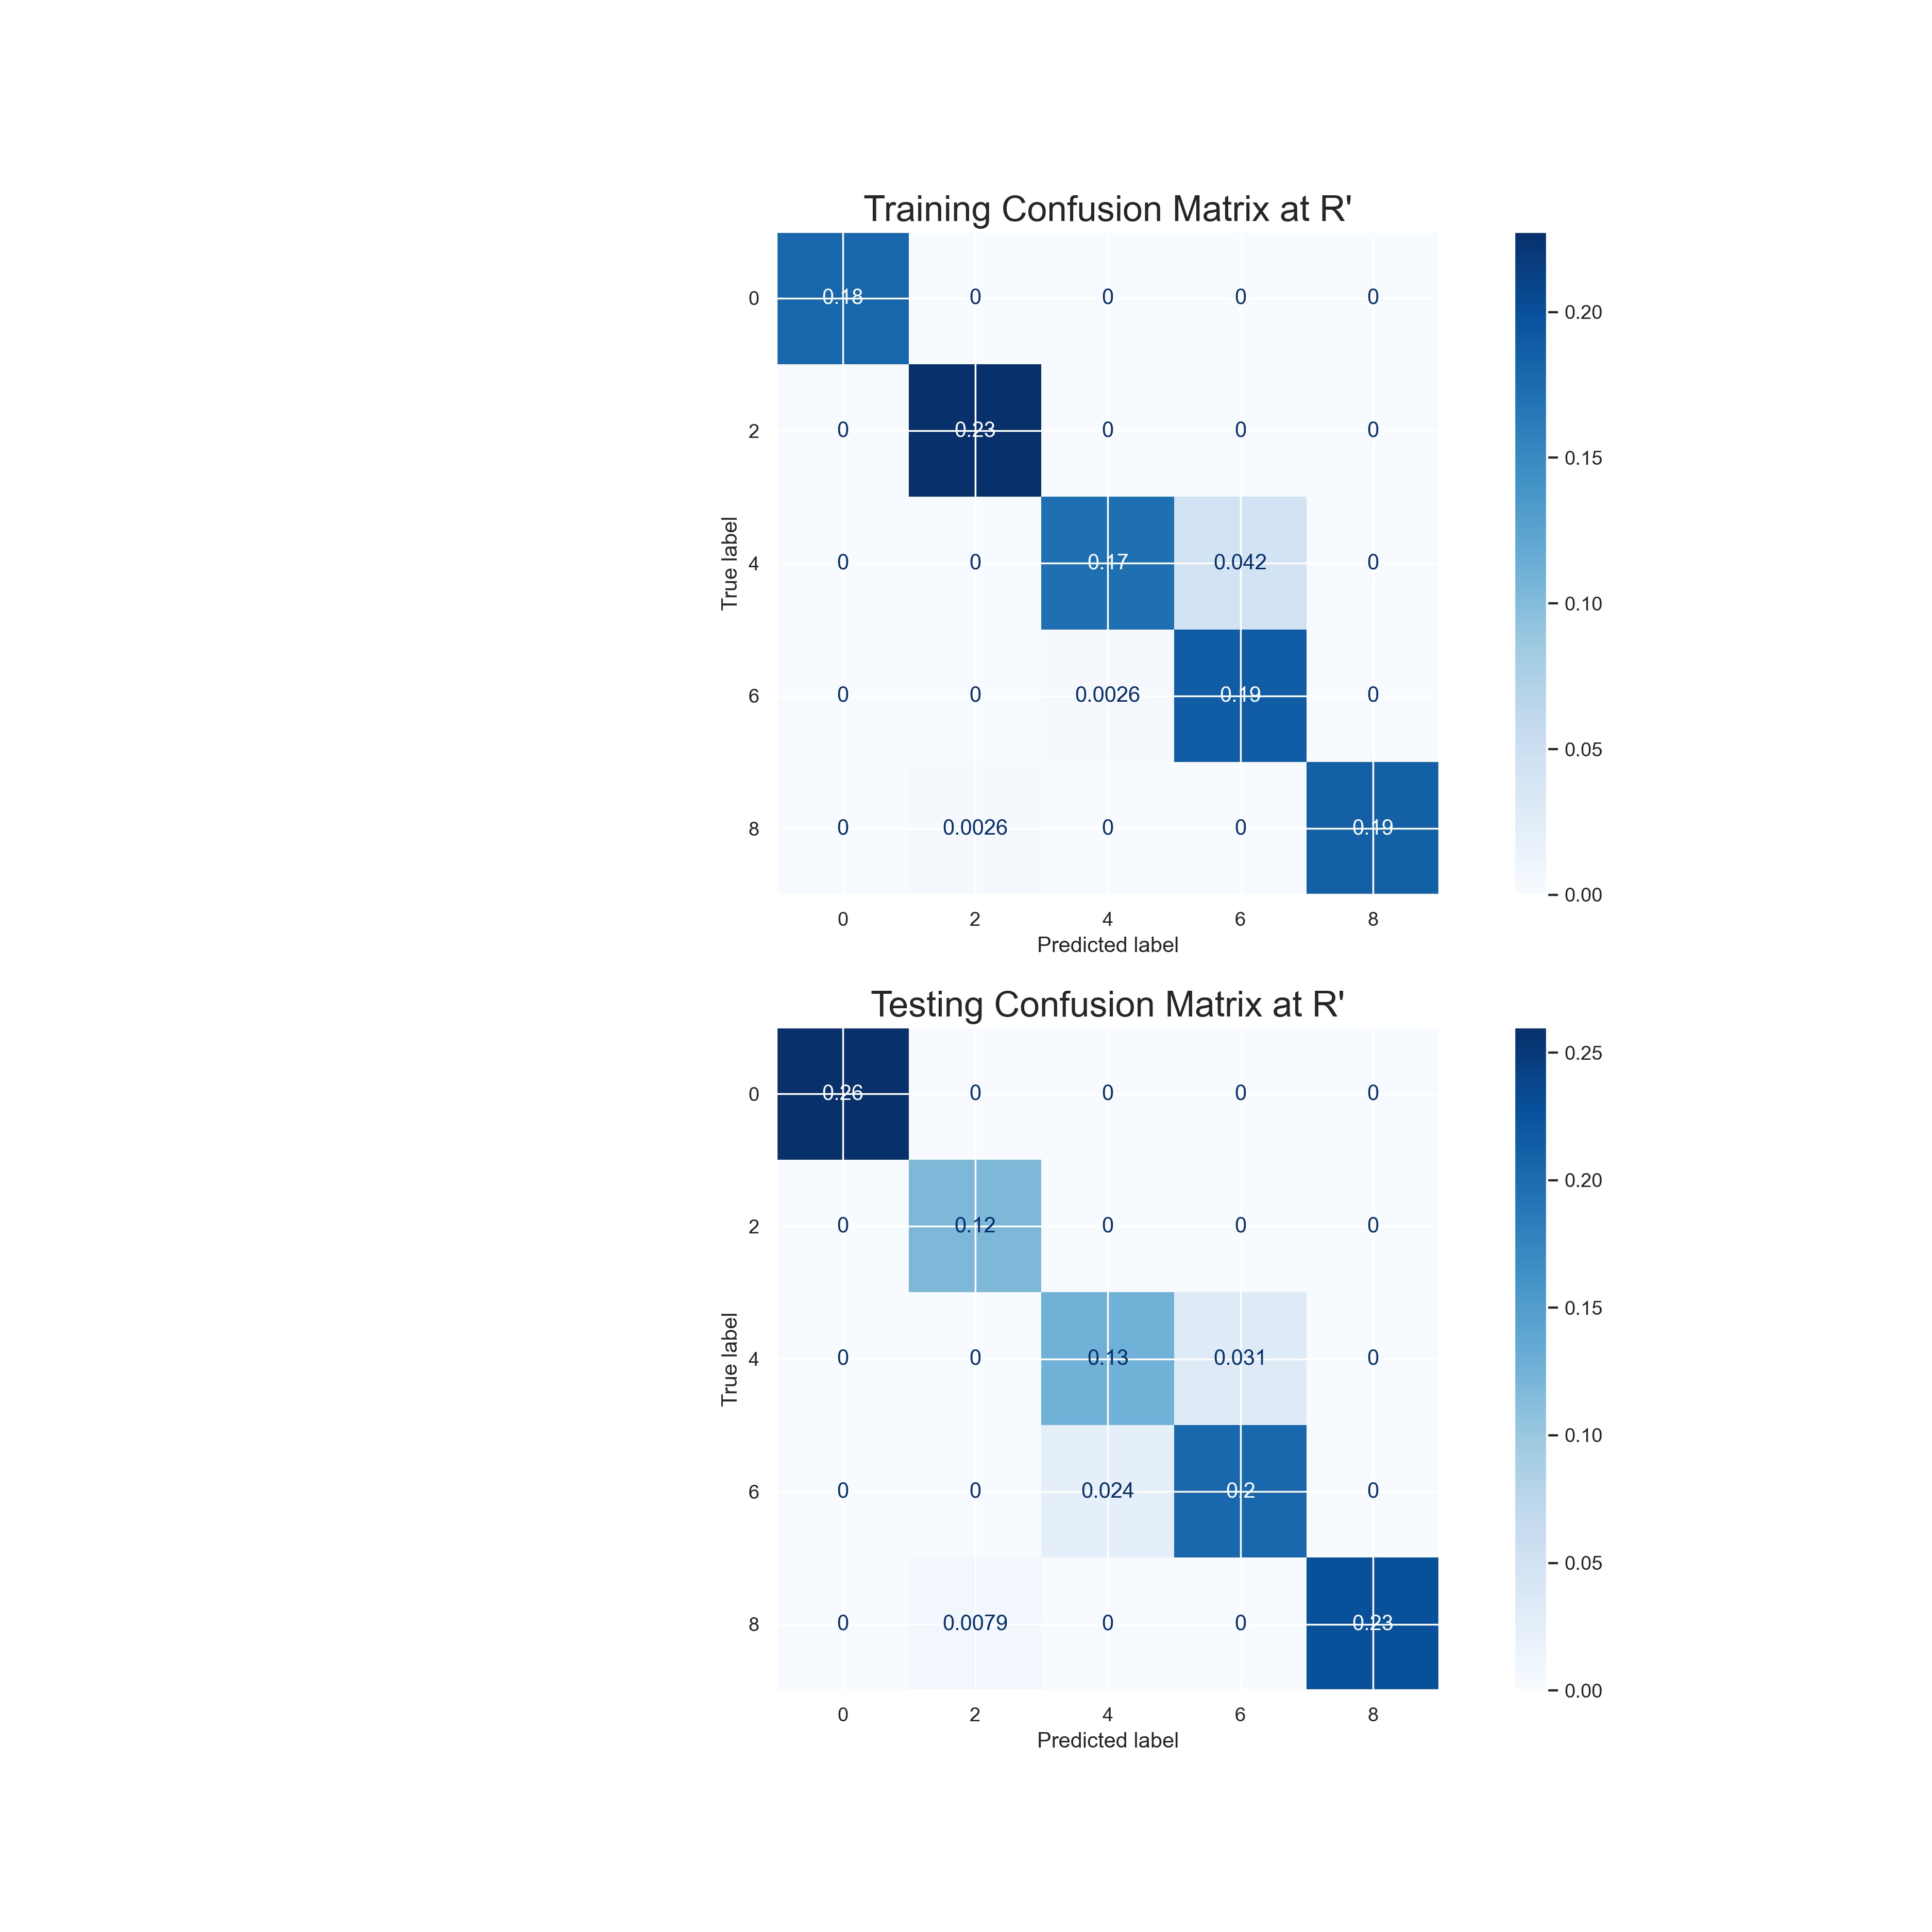 Training Confusion Matrix at R'
0 0.18 0 0 0 0
2 0 0.23 0 0 0
4 0 0 0.17 0.042 0
6 0 0 0.0026 0.19 0
8 0 0.0026 0 0 0.19
True label
0 2 4 6 8
Predicted label
0.20
0.15
0.10
0.05
0.00
Testing Confusion Matrix at R'
0 0.26 0 0 0 0
2 0 0.12 0 0 0
4 0 0 0.13 0.031 0
6 0 0 0.024 0.2 0
8 0 0.0079 0 0 0.23
True label
0 2 4 6 8
Predicted label
0.25
0.20
0.15
0.10
0.05
0.00